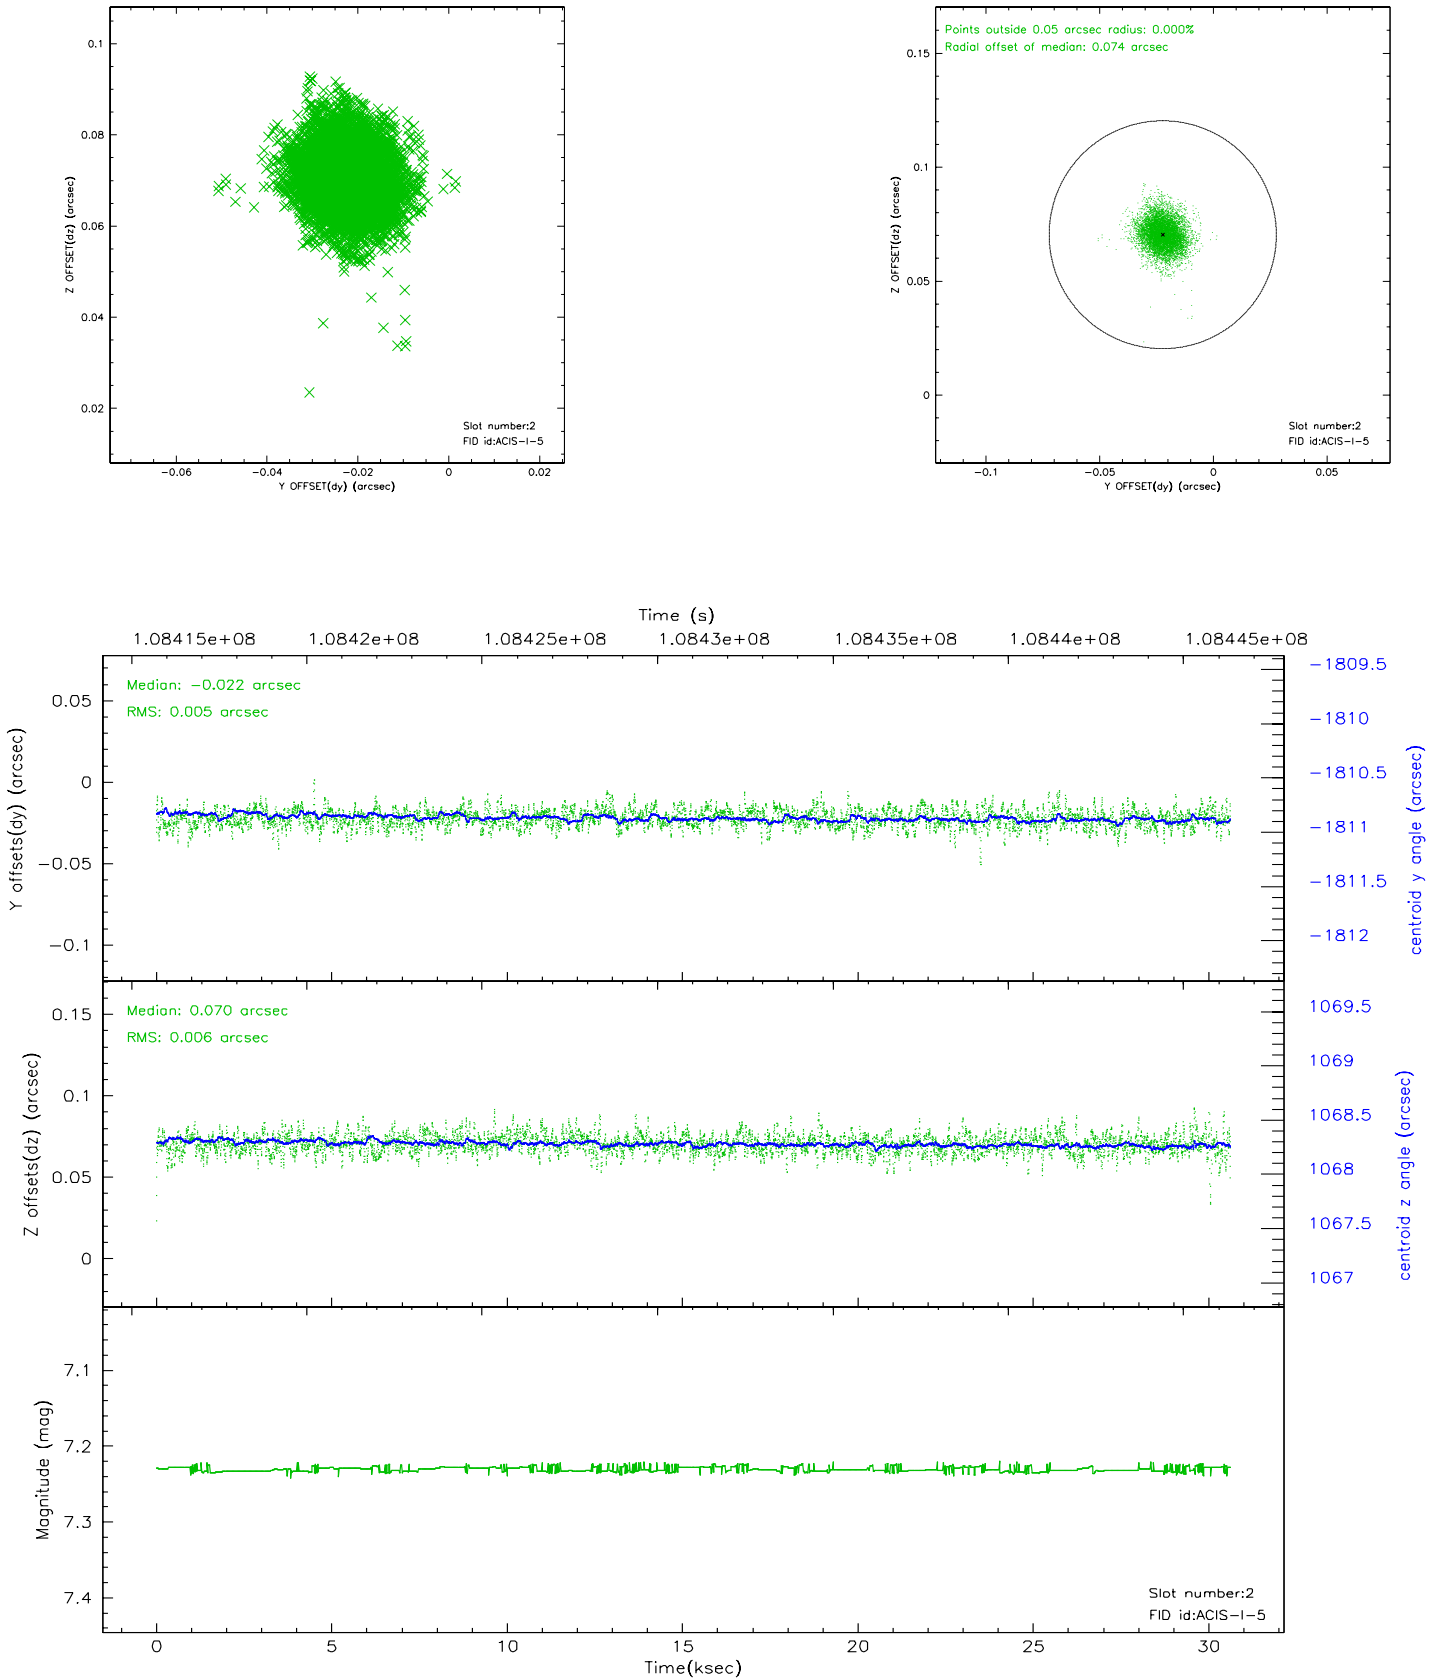 0.1
0.08
0.06
0.04
0.02
Z OFFSET(dz) (arcsec)
Slot number:2
FID id:ACIS-I-5
-0.06 -0.04 -0.02 0 0.02
Y OFFSET(dy) (arcsec)
Points outside 0.05 arcsec radius: 0.000%
Radial offset of median: 0.074 arcsec
0.15
0.1
0.05
0
Z OFFSET(dz) (arcsec)
Slot number:2
FID id:ACIS-I-5
-0.1 -0.05 0 0.05
Y OFFSET(dy) (arcsec)
Time (s)
1.08415e+08 1.0842e+08 1.08425e+08 1.0843e+08 1.08435e+08 1.0844e+08 1.08445e+08
Median: -0.022 arcsec
RMS: 0.005 arcsec
0.05
0
-0.05
-0.1
Y offsets(dy) (arcsec)
-1809.5
-1810
-1810.5
-1811
-1811.5
-1812
centroid y angle (arcsec)
Median: 0.070 arcsec
RMS: 0.006 arcsec
0.15
0.1
0.05
0
Z offsets(dz) (arcsec)
1069.5
1069
1068.5
1068
1067.5
1067
centroid z angle (arcsec)
7.1
7.2
7.3
7.4
Magnitude (mag)
Slot number:2
FID id:ACIS-I-5
0 5 10 15 20 25 30
Time(ksec)